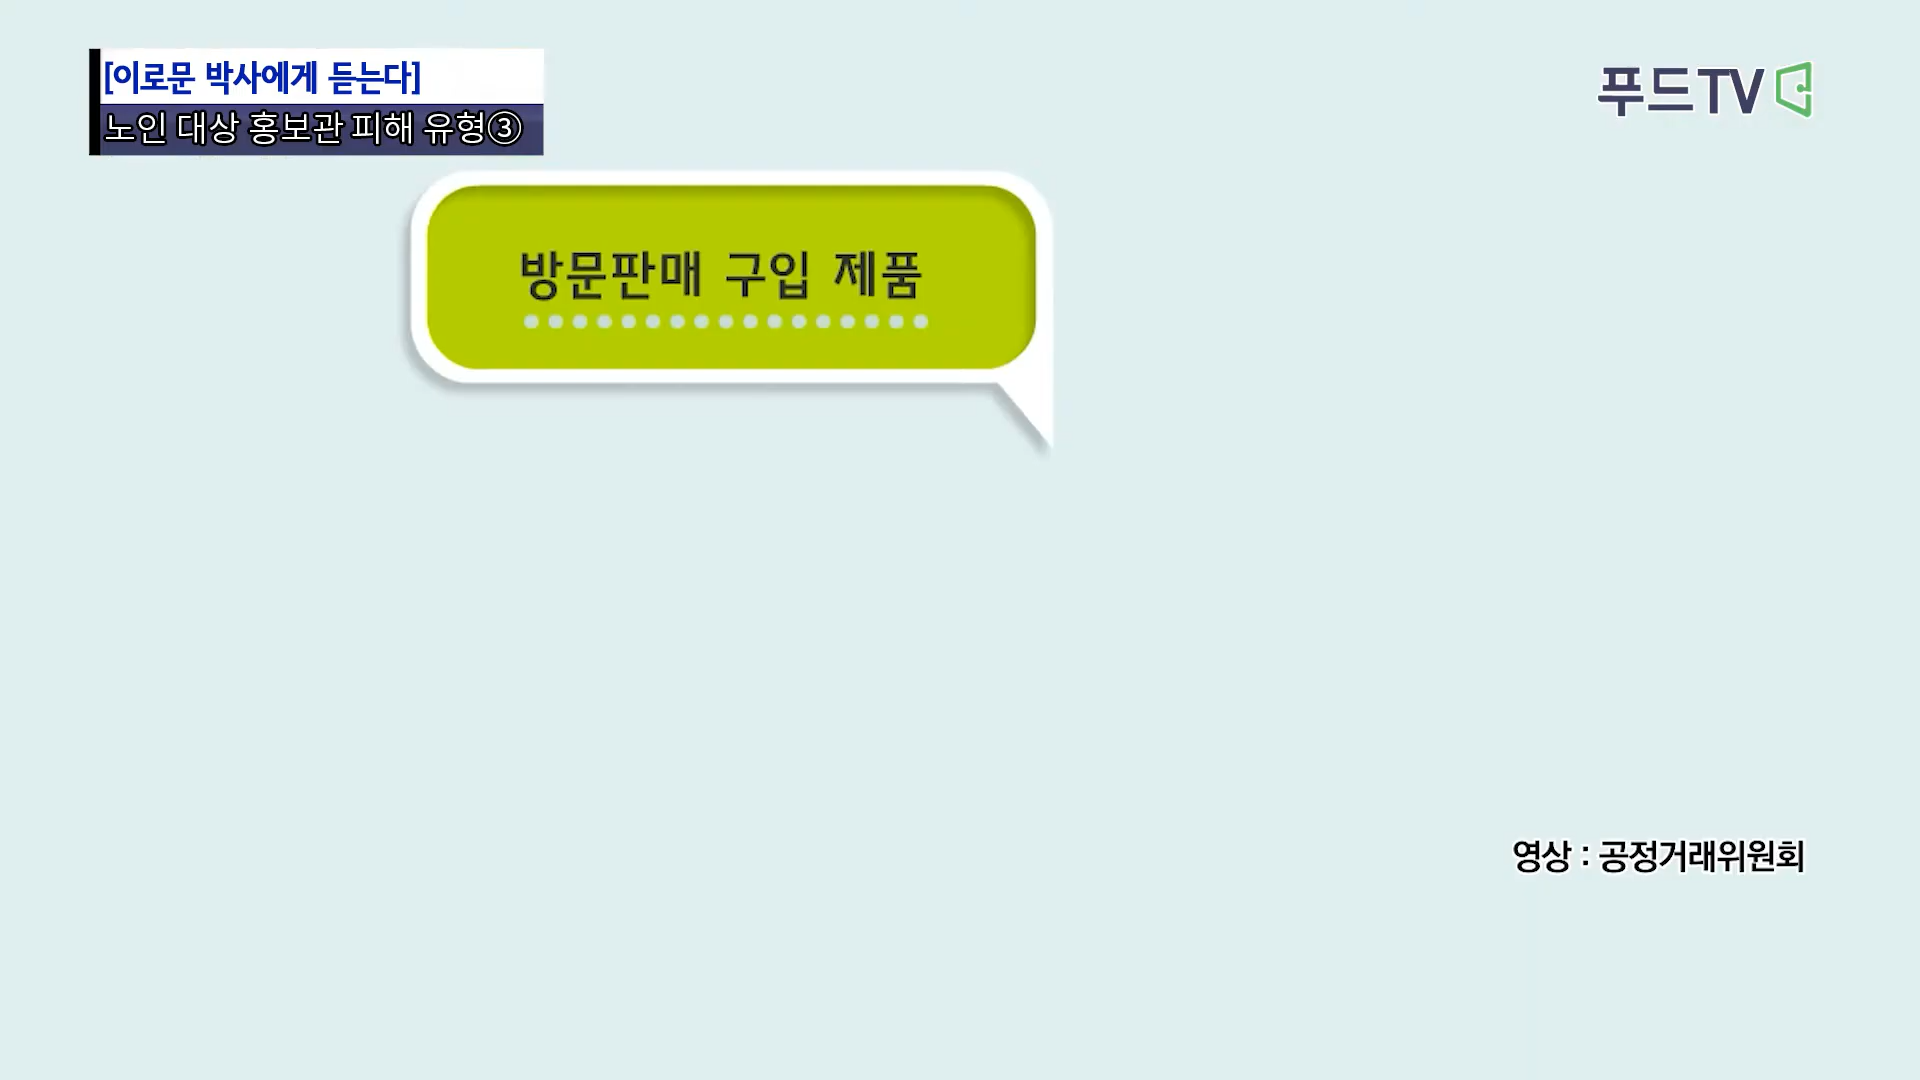 [이로문 박사에게 듣는다]
노인 대상 홍보관 피해 유형③
푸드TV
방문판매 구입 제품
영상 : 공정거래위원회